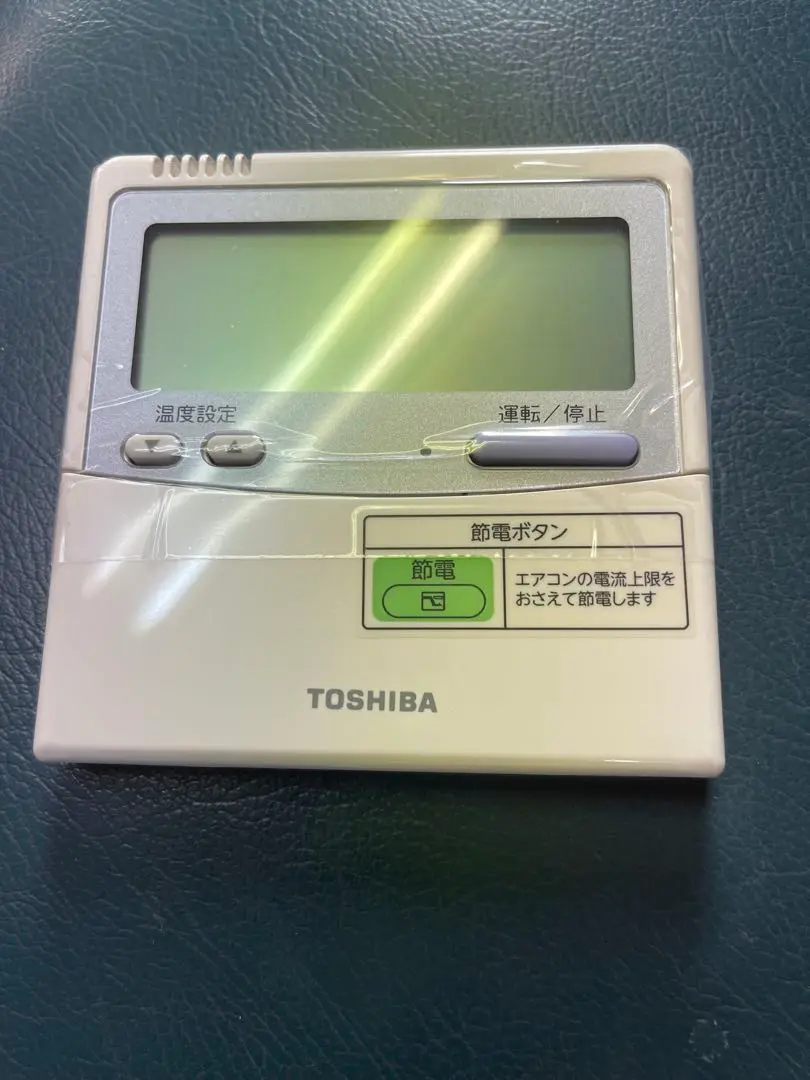 温度設定
運転／停止
▼
▲
節電ボタン
節電
エアコンの電流上限を
おさえて節電します
TOSHIBA